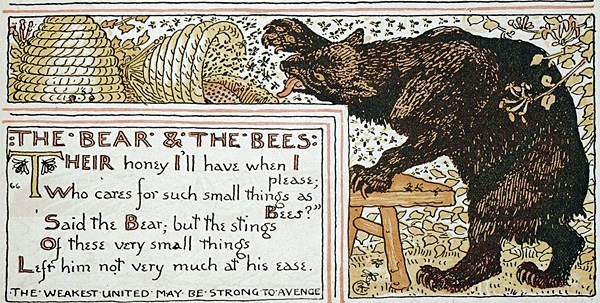 :THE·BEAR·&·THE·BEES:
"THEIR honey I'll have when I
please;
Who cares for such small things as
Bees?"
Said the Bear; but the stings
Of these very small things
Left him not very much at his ease.
THE·WEAKEST·UNITED·MAY·BE·STRONG·TO·AVENGE